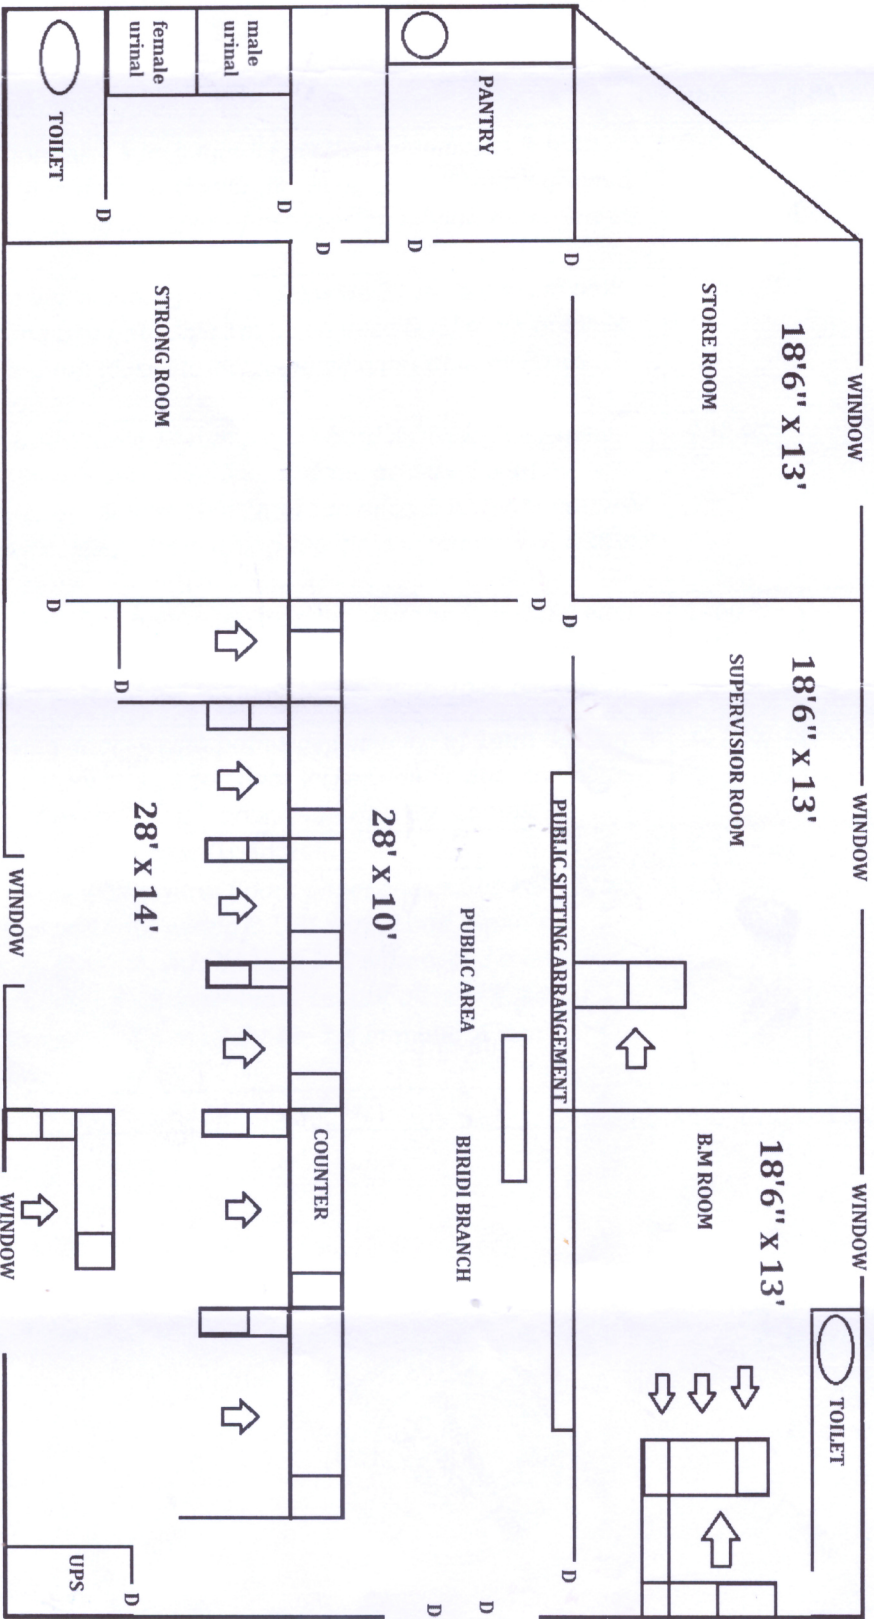 WINDOW
WINDOW
WINDOW
18'6" x 13'
STORE ROOM
18'6" x 13'
SUPERVISIOR ROOM
18'6" x 13'
B.M ROOM
TOILET
D
D
D
PANTRY
D
D
PUBLIC SITTING ARRANGEMENT
PUBLIC AREA
BIRIDI BRANCH
D
D
28' x 10'
COUNTER
male
urinal
female
urinal
D
D
D
TOILET
STRONG ROOM
D
D
28' x 14'
WINDOW
WINDOW
UPS
D